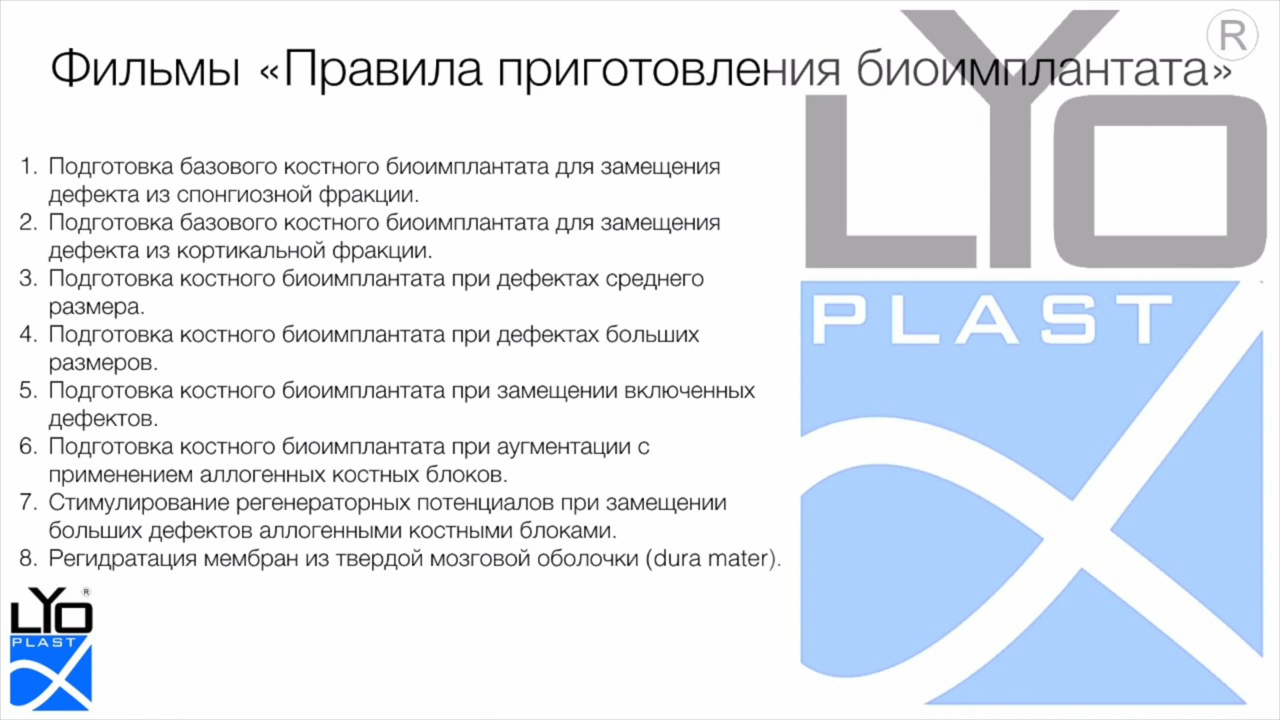 Фильмы «Правила приготовления биоимплантата»
1. Подготовка базового костного биоимплантата для замещения
дефекта из спонгиозной фракции.
2. Подготовка базового костного биоимплантата для замещения
дефекта из кортикальной фракции.
3. Подготовка костного биоимплантата при дефектах среднего
размера.
4. Подготовка костного биоимплантата при дефектах больших
размеров.
5. Подготовка костного биоимплантата при замещении включенных
дефектов.
6. Подготовка костного биоимплантата при аугментации с
применением аллогенных костных блоков.
7. Стимулирование регенераторных потенциалов при замещении
больших дефектов аллогенными костными блоками.
8. Регидратация мембран из твердой мозговой оболочки (dura mater).
LYO ®
PLAST
LYO ®
PLAST